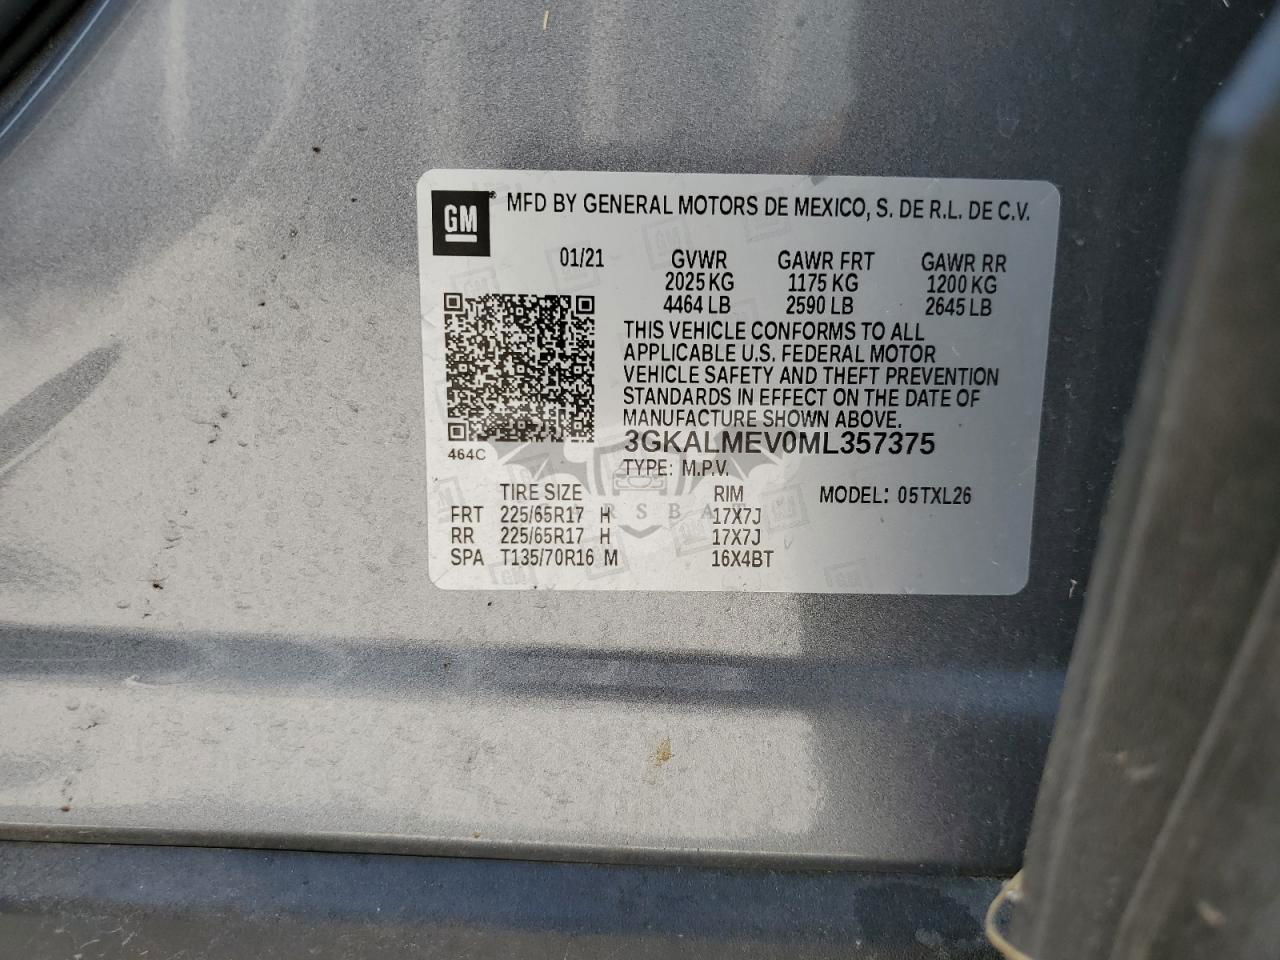 GM ® MFD BY GENERAL MOTORS DE MEXICO, S. DE R.L. DE C.V.
01/21 GVWR GAWR FRT GAWR RR
2025 KG 1175 KG 1200 KG
4464 LB 2590 LB 2645 LB
THIS VEHICLE CONFORMS TO ALL
APPLICABLE U.S. FEDERAL MOTOR
VEHICLE SAFETY AND THEFT PREVENTION
STANDARDS IN EFFECT ON THE DATE OF
MANUFACTURE SHOWN ABOVE.
3GKALMEV0ML357375
464C TYPE: M.P.V.
TIRE SIZE RIM MODEL: 05TXL26
FRT 225/65R17 H 17X7J
RR 225/65R17 H 17X7J
SPA T135/70R16 M 16X4BT